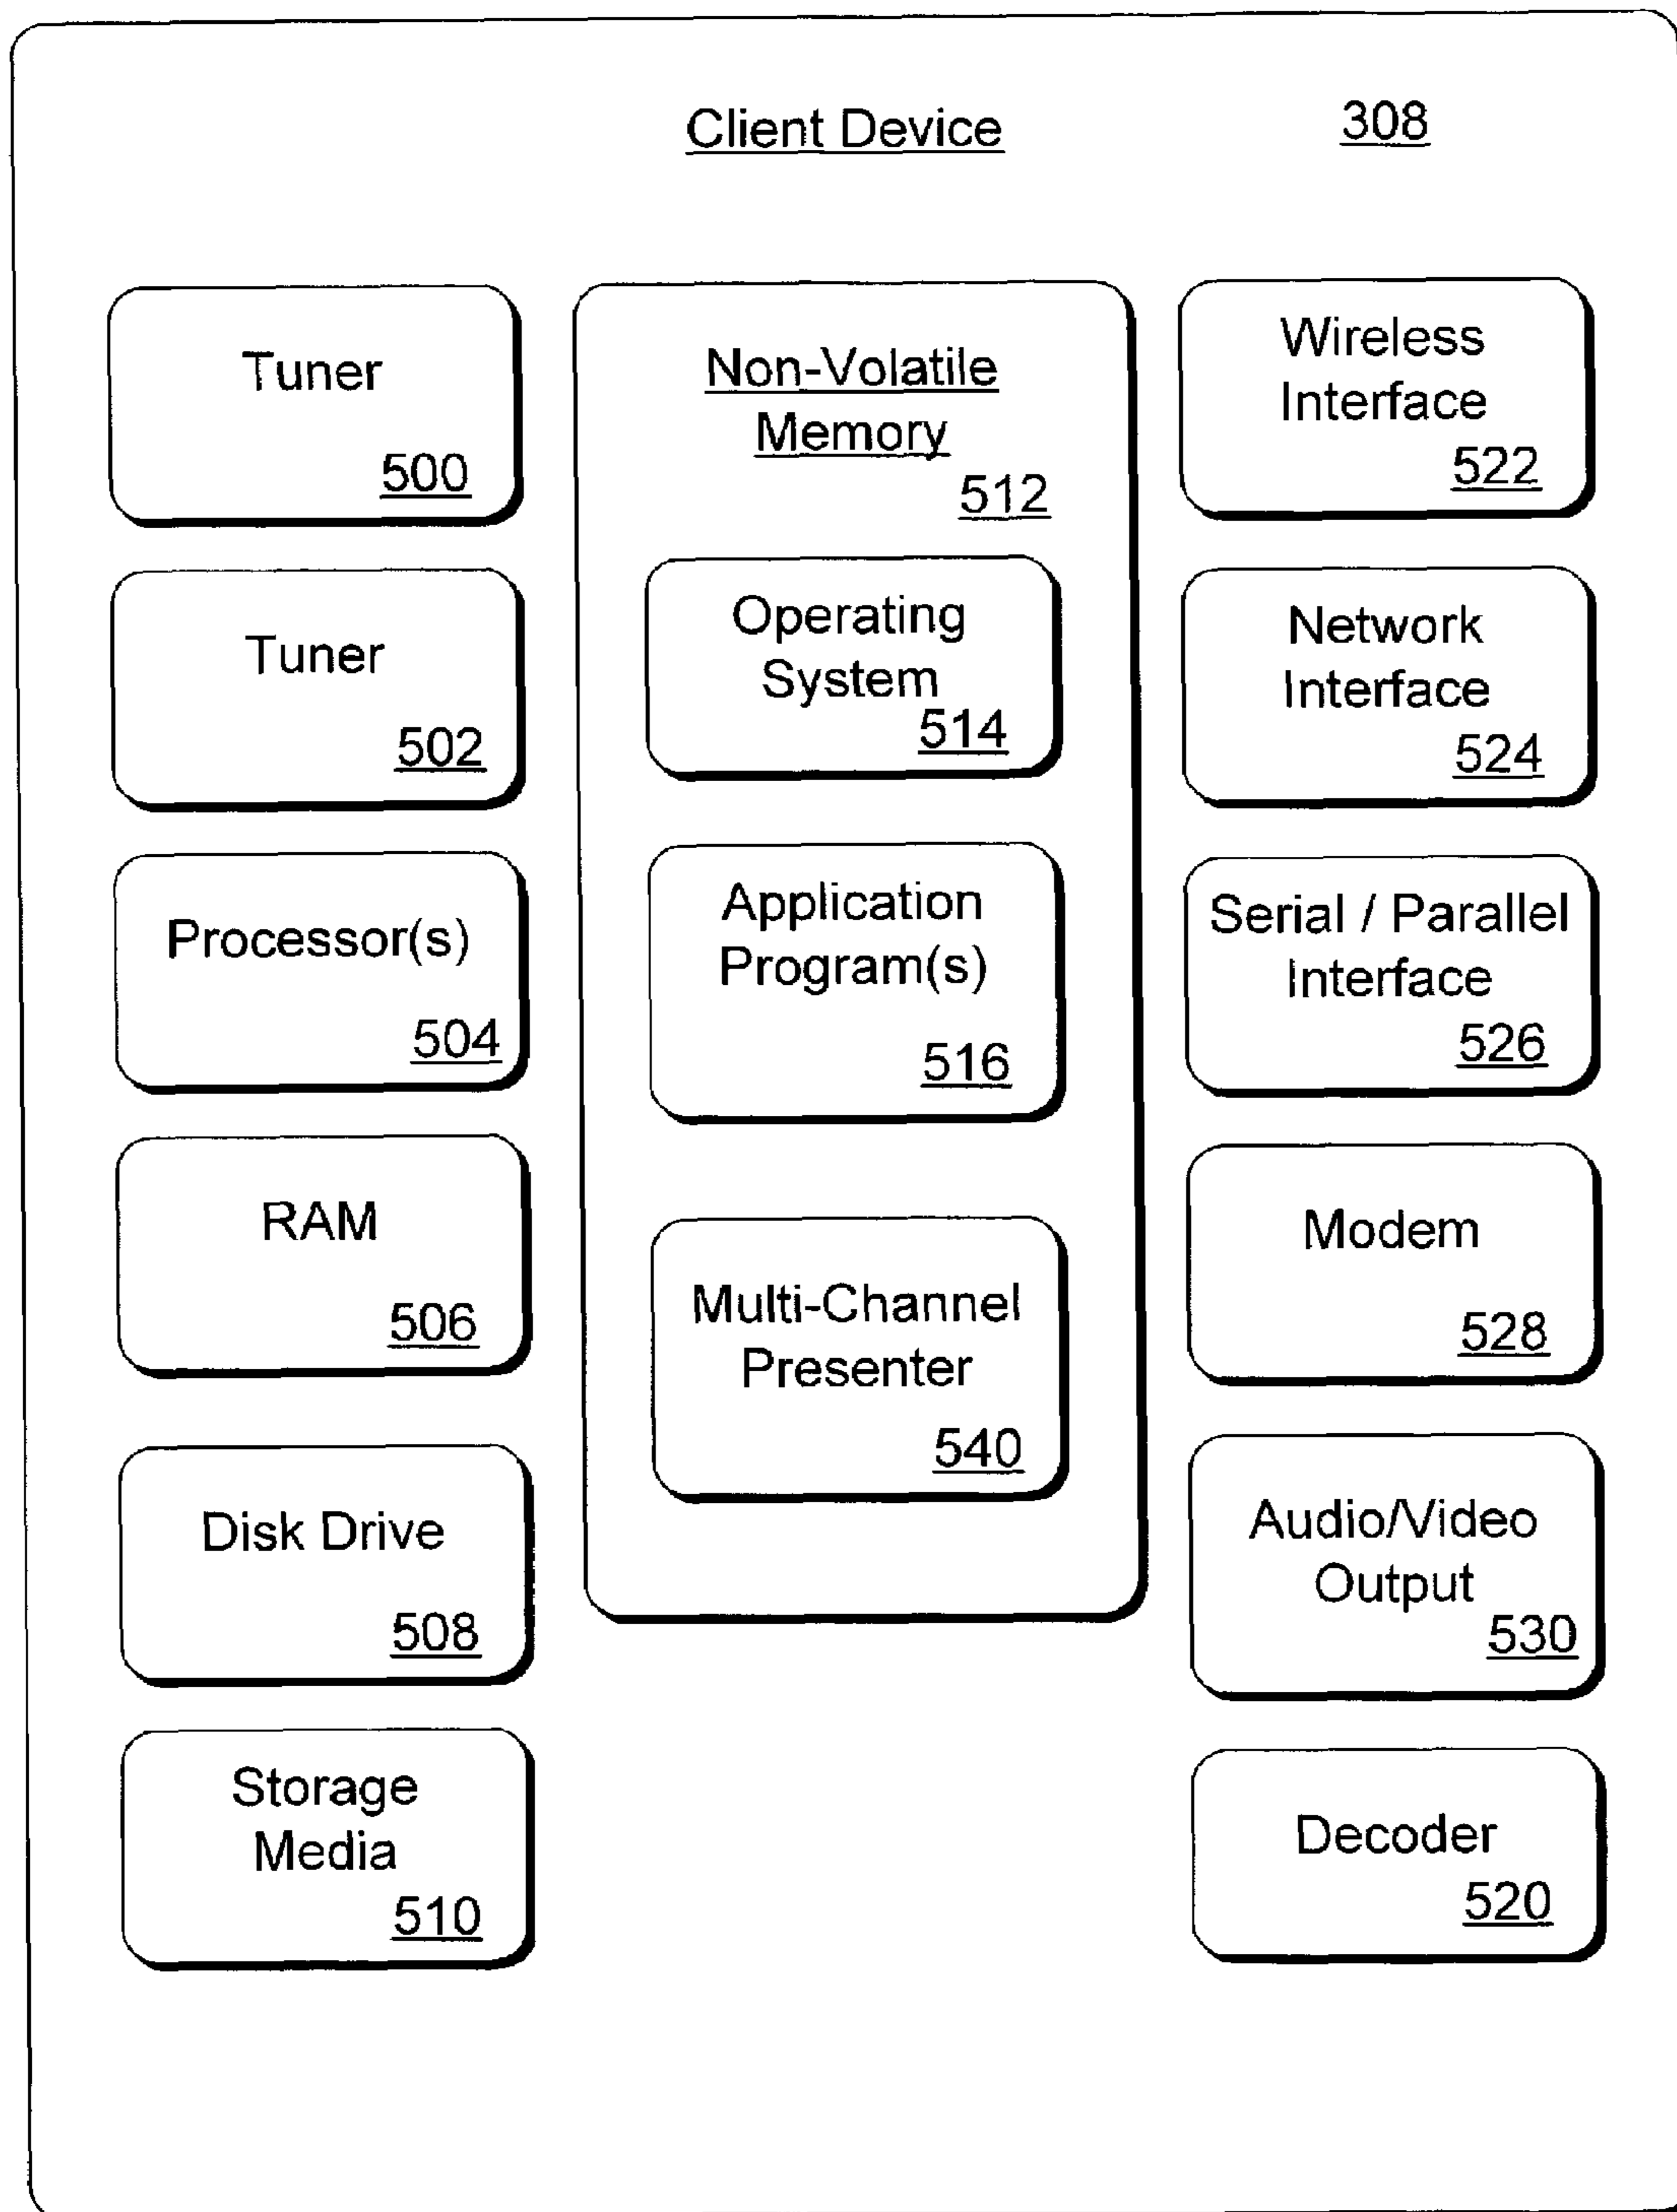 Client Device
308
Tuner
500
Tuner
502
Processor(s)
504
RAM
506
Disk Drive
508
Storage
Media
510
Non-Volatile
Memory
512
Operating
System
514
Application
Program(s)
516
Multi-Channel
Presenter
540
Wireless
Interface
522
Network
Interface
524
Serial / Parallel
Interface
526
Modem
528
Audio/Video
Output
530
Decoder
520